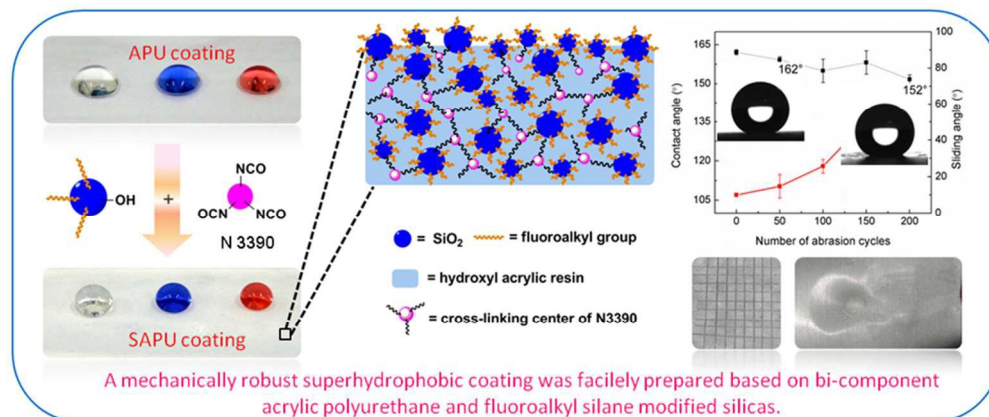 APU coating
OH
+
NCO
OCN
NCO
N 3390
SAPU coating
= SiO₂
= fluoroalkyl group
= hydroxyl acrylic resin
= cross-linking center of N3390
165
150
135
120
105
Contact angle (°)
162°
152°
100
80
60
40
20
0
Sliding angle (°)
0 50 100 150 200
Number of abrasion cycles
A mechanically robust superhydrophobic coating was facilely prepared based on bi-component
acrylic polyurethane and fluoroalkyl silane modified silicas.